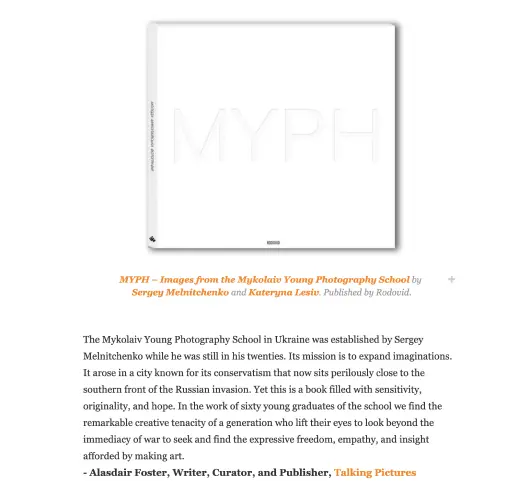 MYPH
MYPH – Images from the Mykolaiv Young Photography School by
Sergey Melnitchenko and Kateryna Lesiv. Published by Rodovid.
The Mykolaiv Young Photography School in Ukraine was established by Sergey
Melnitchenko while he was still in his twenties. Its mission is to expand imaginations.
It arose in a city known for its conservatism that now sits perilously close to the
southern front of the Russian invasion. Yet this is a book filled with sensitivity,
originality, and hope. In the work of sixty young graduates of the school we find the
remarkable creative tenacity of a generation who lift their eyes to look beyond the
immediacy of war to seek and find the expressive freedom, empathy, and insight
afforded by making art.
- Alasdair Foster, Writer, Curator, and Publisher, Talking Pictures